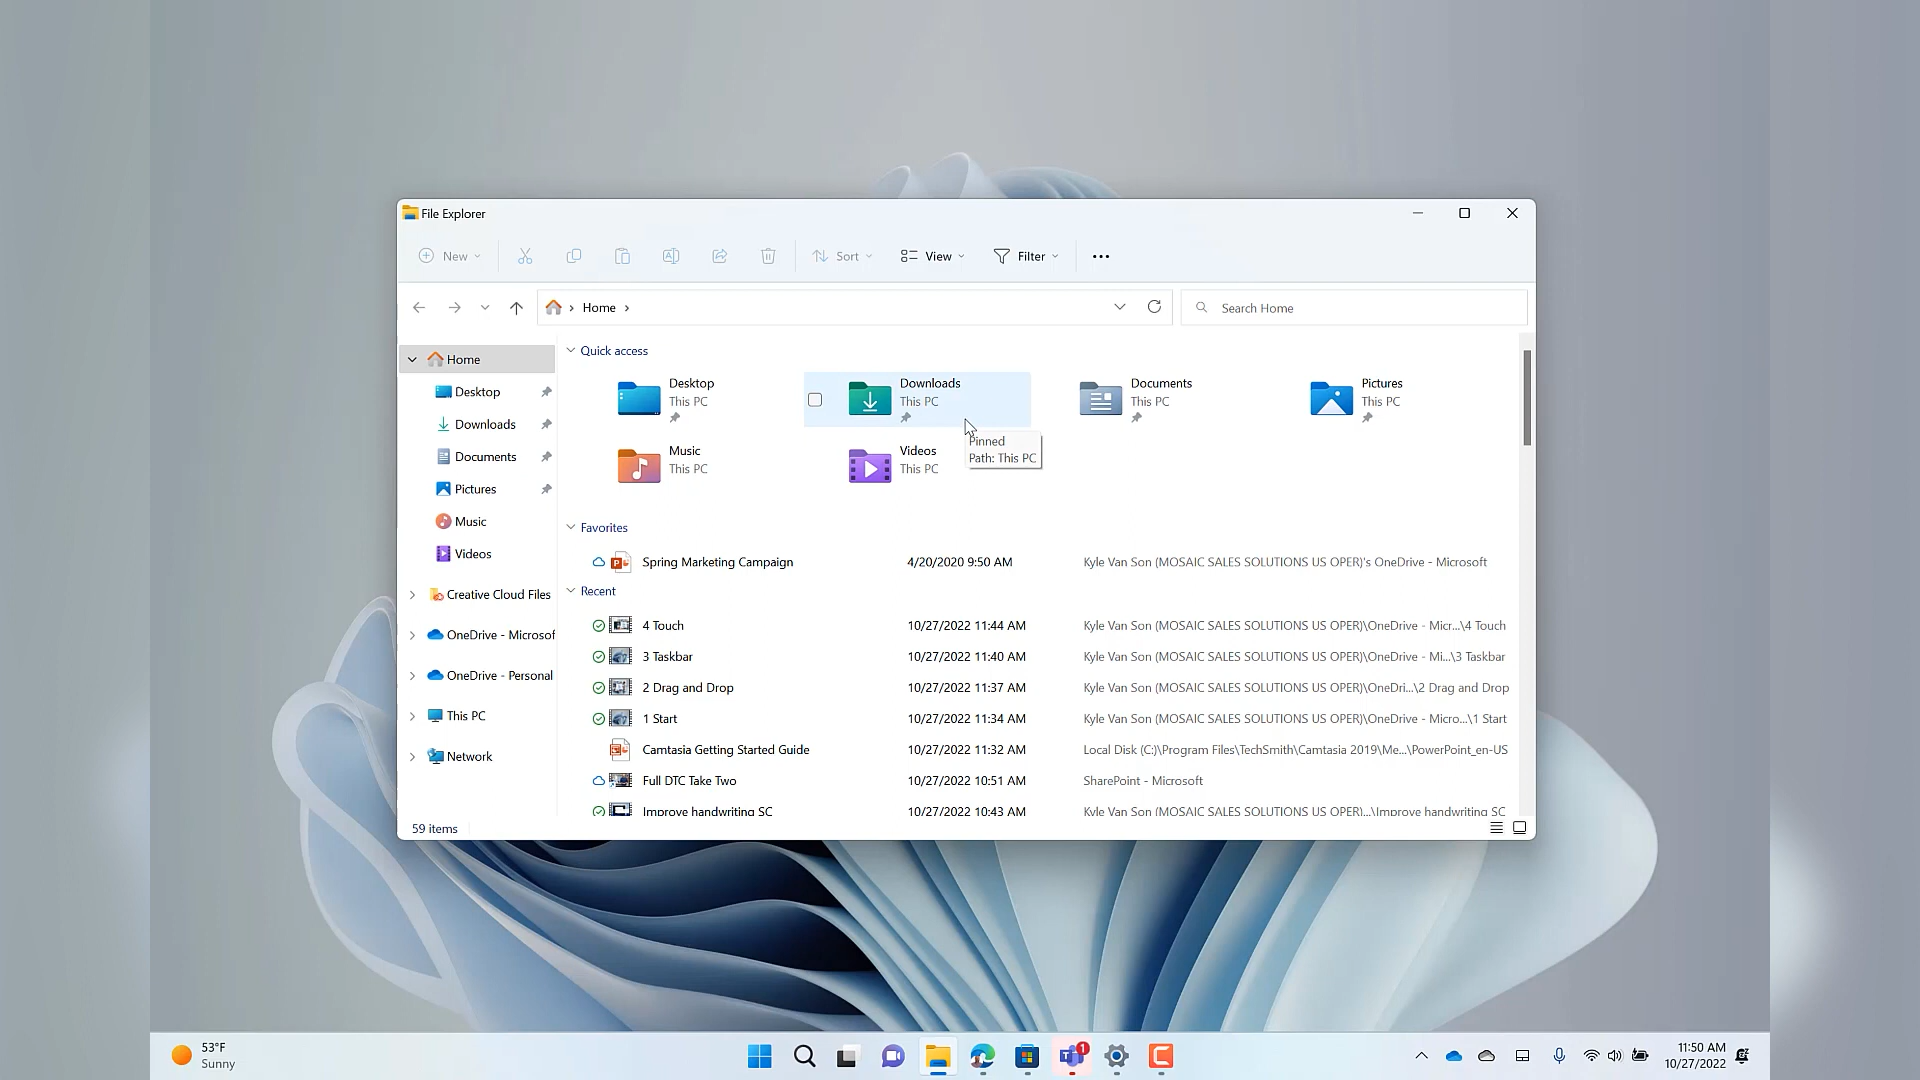 File Explorer
New
Sort
View
Filter
Home
Search Home
Home
Desktop
Downloads
Documents
Pictures
Music
Videos
Creative Cloud Files
OneDrive - Microsof
OneDrive - Personal
This PC
Network
Quick access
Desktop
This PC
Downloads
This PC
Documents
This PC
Pictures
This PC
Music
This PC
Videos
This PC
Pinned
Path: This PC
Favorites
Spring Marketing Campaign 4/20/2020 9:50 AM Kyle Van Son (MOSAIC SALES SOLUTIONS US OPER)'s OneDrive - Microsoft
Recent
4 Touch 10/27/2022 11:44 AM Kyle Van Son (MOSAIC SALES SOLUTIONS US OPER)\OneDrive - Micr...\4 Touch
3 Taskbar 10/27/2022 11:40 AM Kyle Van Son (MOSAIC SALES SOLUTIONS US OPER)\OneDrive - Mi...\3 Taskbar
2 Drag and Drop 10/27/2022 11:37 AM Kyle Van Son (MOSAIC SALES SOLUTIONS US OPER)\OneDri...\2 Drag and Drop
1 Start 10/27/2022 11:34 AM Kyle Van Son (MOSAIC SALES SOLUTIONS US OPER)\OneDrive - Micro...\1 Start
Camtasia Getting Started Guide 10/27/2022 11:32 AM Local Disk (C:)\Program Files\TechSmith\Camtasia 2019\Me...\PowerPoint_en-US
Full DTC Take Two 10/27/2022 10:51 AM SharePoint - Microsoft
Improve handwriting SC 10/27/2022 10:43 AM Kyle Van Son (MOSAIC SALES SOLUTIONS US OPER)...\Improve handwriting SC
59 items
53°F
Sunny
1
11:50 AM
10/27/2022